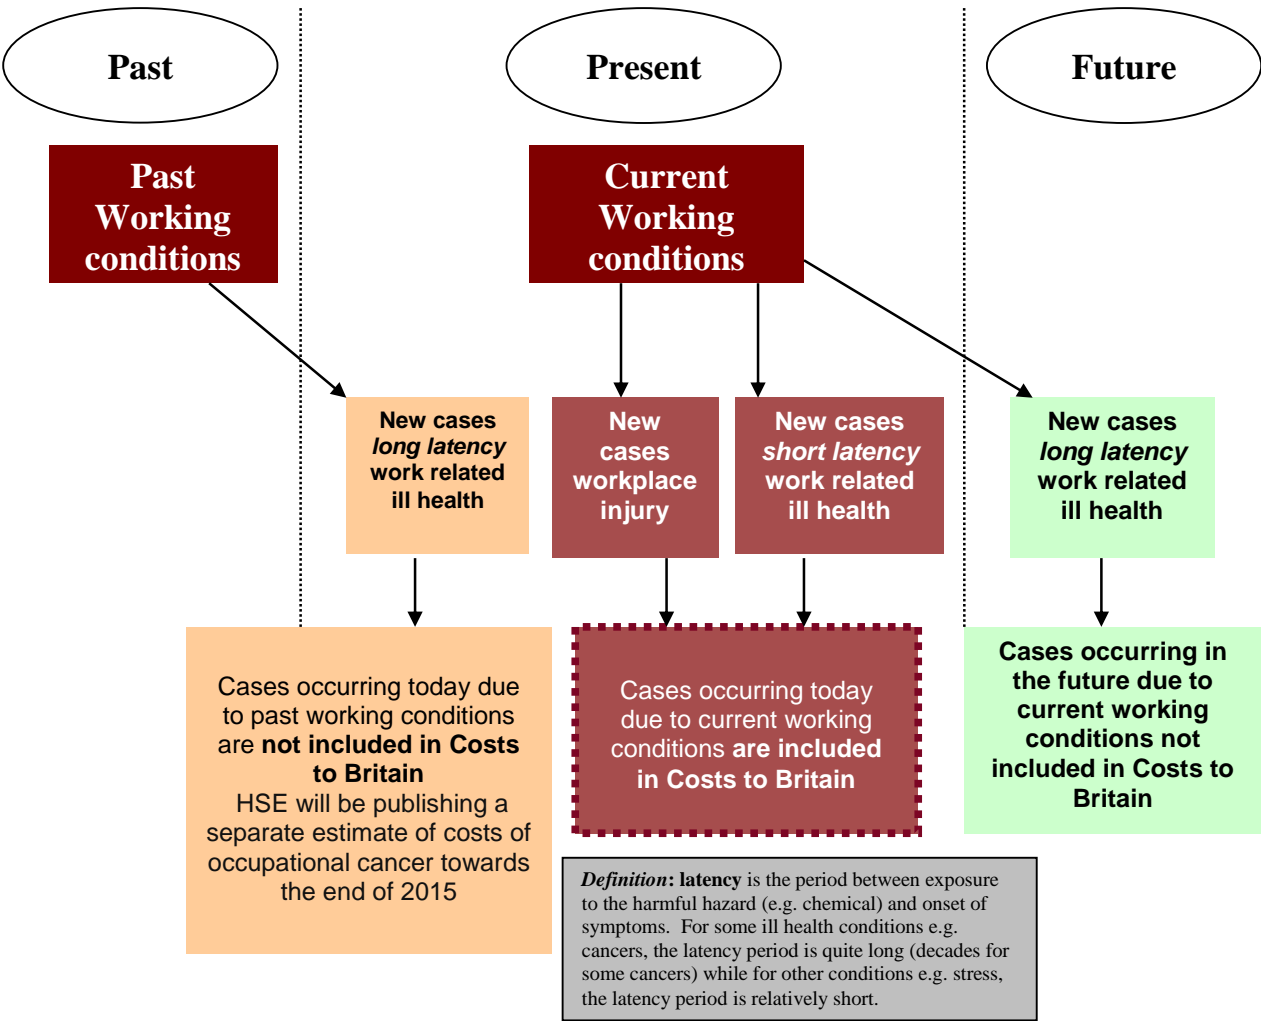 Past
Present
Future
Past
Working
conditions
Current
Working
conditions
New cases
long latency
work related
ill health
New
cases
workplace
injury
New cases
short latency
work related
ill health
New cases
long latency
work related
ill health
Cases occurring today due
to past working conditions
are not included in Costs
to Britain
HSE will be publishing a
separate estimate of costs of
occupational cancer towards
the end of 2015
Cases occurring today
due to current working
conditions are included
in Costs to Britain
Cases occurring in
the future due to
current working
conditions not
included in Costs to
Britain
Definition: latency is the period between exposure
to the harmful hazard (e.g. chemical) and onset of
symptoms.  For some ill health conditions e.g.
cancers, the latency period is quite long (decades for
some cancers) while for other conditions e.g. stress,
the latency period is relatively short.